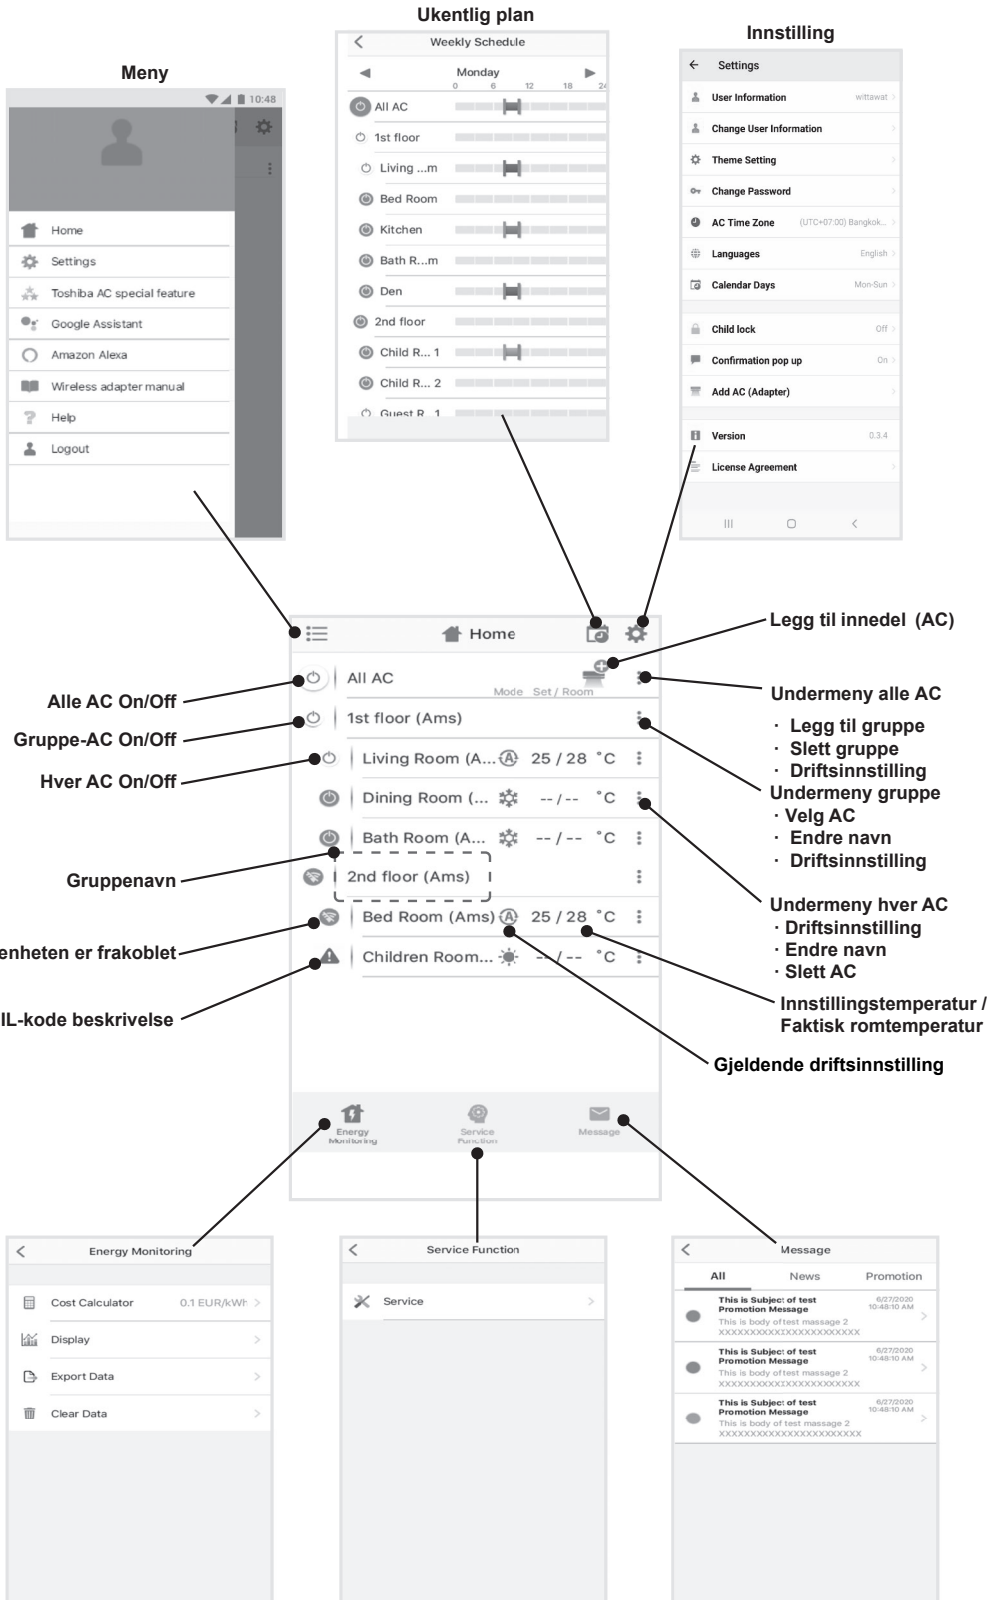 Ukentlig plan
Innstilling
Meny
10:48
Home
Settings
Toshiba AC special feature
Google Assistant
Amazon Alexa
Wireless adapter manual
Help
Logout
Weekly Schedule
Monday
0 6 12 18 24
All AC
1st floor
Living ...m
Bed Room
Kitchen
Bath R...m
Den
2nd floor
Child R... 1
Child R... 2
Guest R...1
Settings
User Information wittawat
Change User Information
Theme Setting
Change Password
AC Time Zone (UTC+07:00) Bangkok...
Languages English
Calendar Days Mon-Sun
Child lock Off
Confirmation pop up On
Add AC (Adapter)
Version 0.3.4
License Agreement
Home
All AC
Mode Set / Room
1st floor (Ams)
Living Room (A... 25 / 28 °C
Dining Room (... -- / -- °C
Bath Room (A... -- / -- °C
2nd floor (Ams)
Bed Room (Ams) 25 / 28 °C
Children Room... -- / -- °C
Energy Monitoring
Service Function
Message
Alle AC On/Off
Gruppe-AC On/Off
Hver AC On/Off
Gruppenavn
enheten er frakoblet
IL-kode beskrivelse
Legg til innedel (AC)
Undermeny alle AC
· Legg til gruppe
· Slett gruppe
· Driftsinnstilling
Undermeny gruppe
· Velg AC
· Endre navn
· Driftsinnstilling
Undermeny hver AC
· Driftsinnstilling
· Endre navn
· Slett AC
Innstillingstemperatur /
Faktisk romtemperatur
Gjeldende driftsinnstilling
Energy Monitoring
Cost Calculator 0.1 EUR/kWh
Display
Export Data
Clear Data
Service Function
Service
Message
All News Promotion
This is Subject of test 6/27/2020
Promotion Message 10:48:10 AM
This is body of test massage 2
XXXXXXXXXXXXXXXXXXXXXXX
This is Subject of test 6/27/2020
Promotion Message 10:48:10 AM
This is body of test massage 2
XXXXXXXXXXXXXXXXXXXXXXX
This is Subject of test 6/27/2020
Promotion Message 10:48:10 AM
This is body of test massage 2
XXXXXXXXXXXXXXXXXXXXXXX